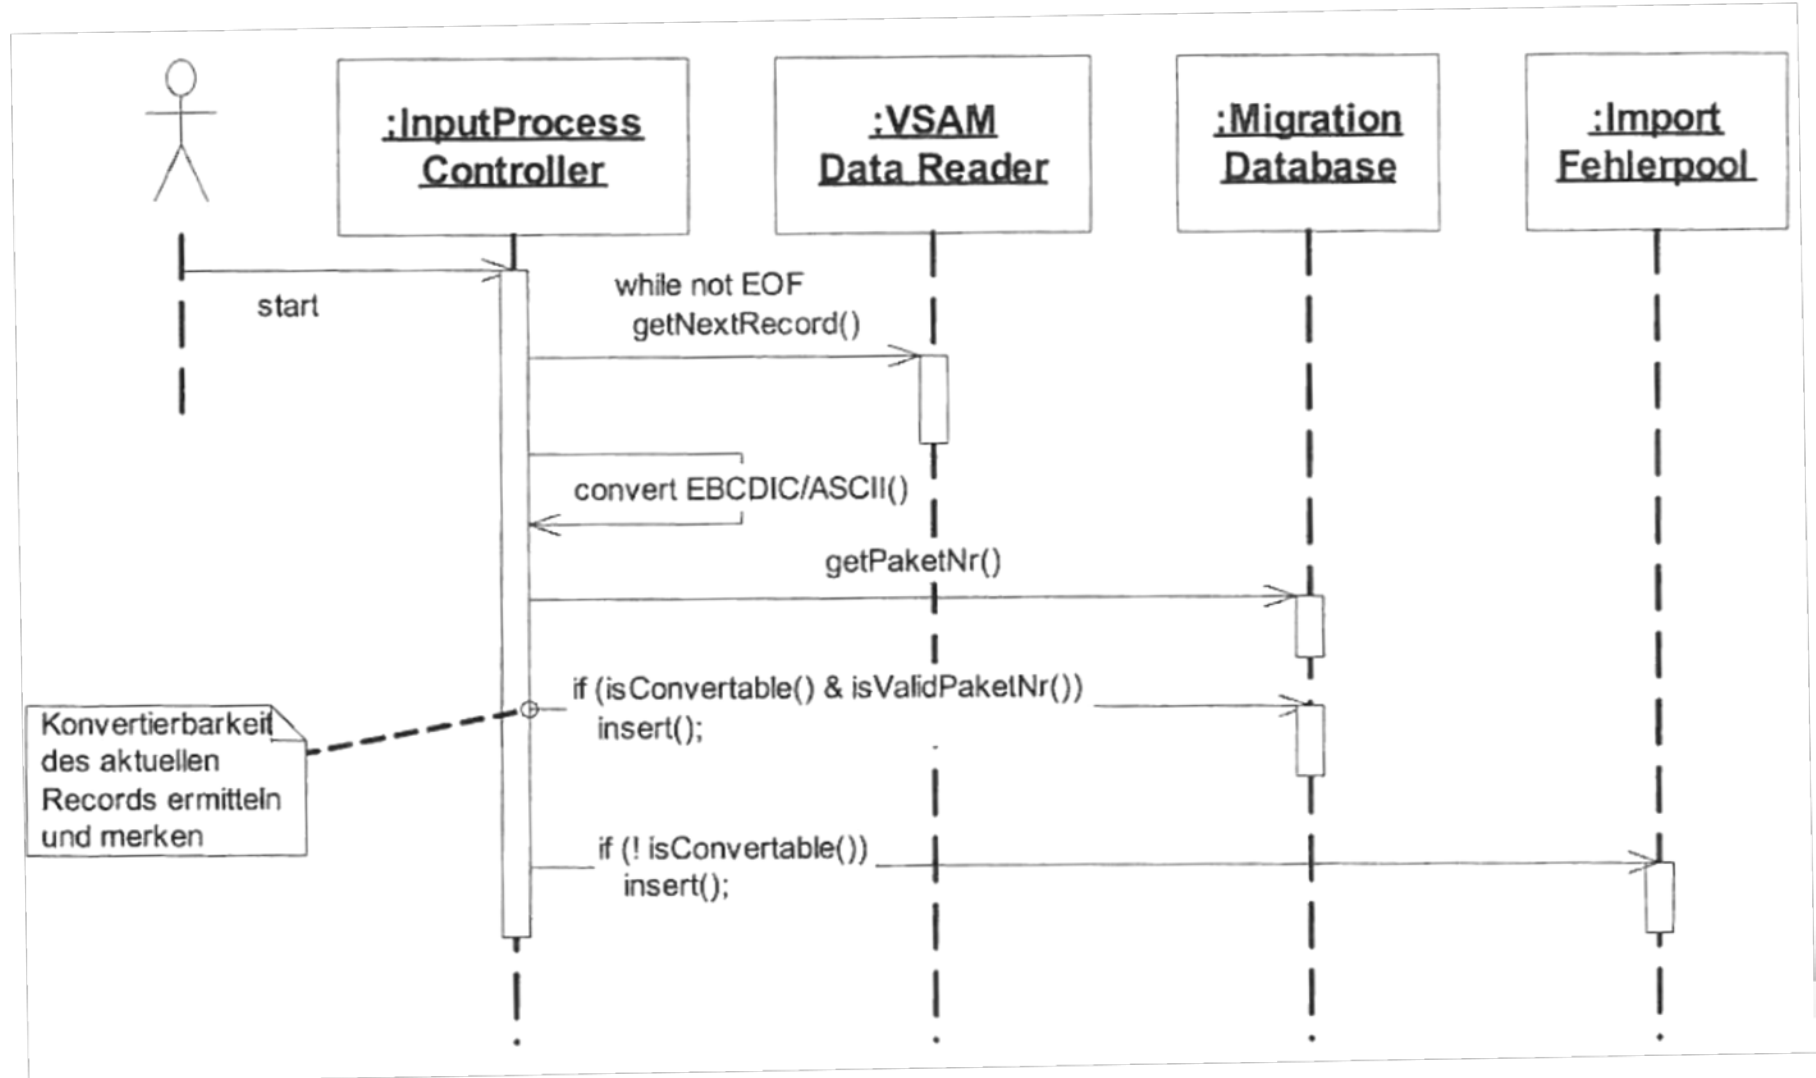 :InputProcess
Controller
:VSAM
Data Reader
:Migration
Database
:Import
Fehlerpool
start
while not EOF
getNextRecord()
convert EBCDIC/ASCII()
getPaketNr()
if (isConvertable() & isValidPaketNr())
insert();
Konvertierbarkeit
des aktuellen
Records ermitteln
und merken
if (! isConvertable())
insert();